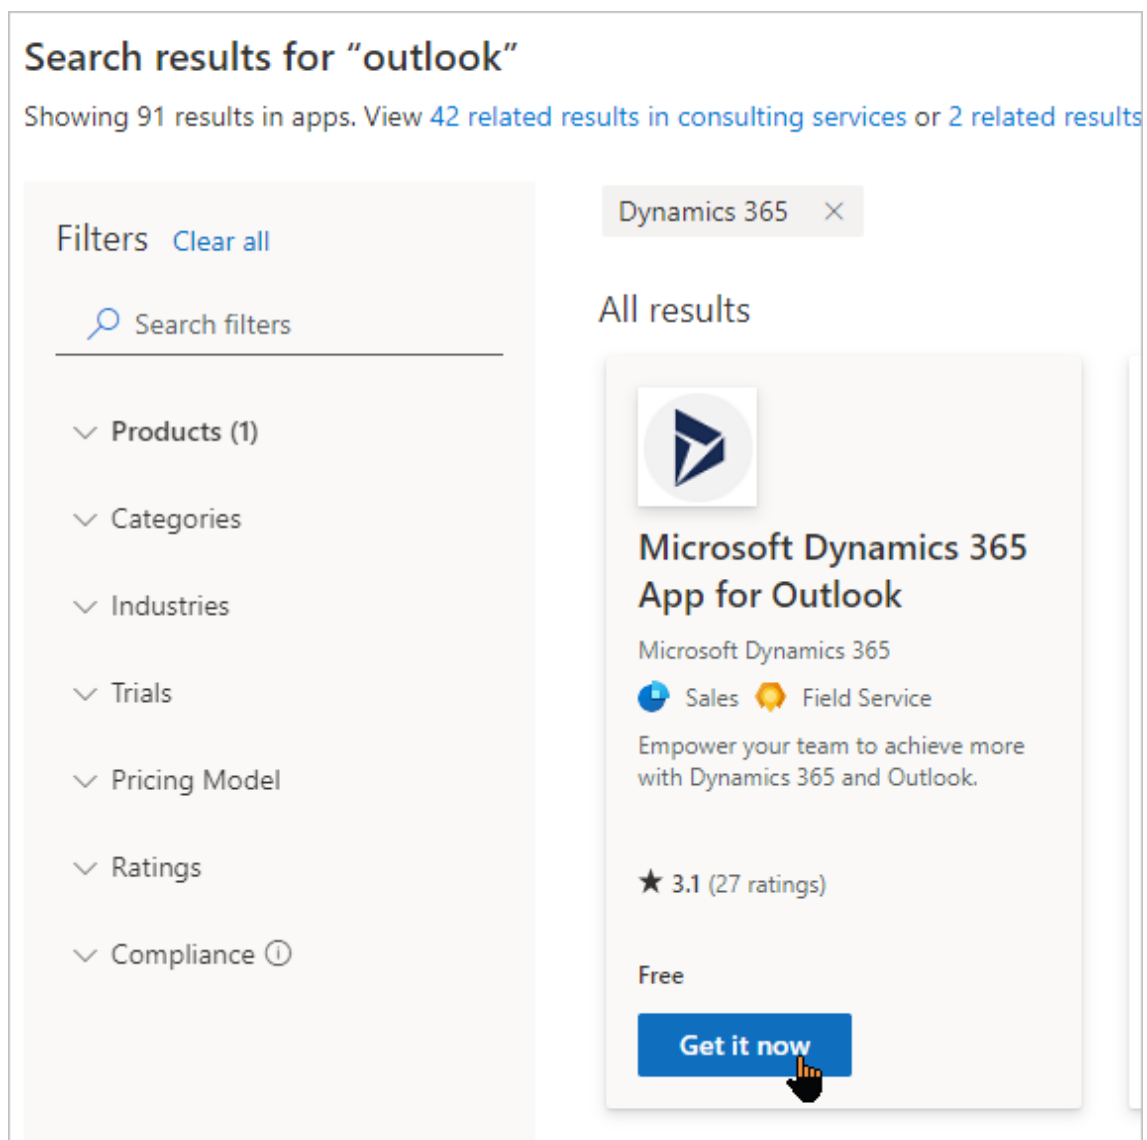 Search results for “outlook”
Showing 91 results in apps. View 42 related results in consulting services or 2 related results
Filters Clear all
Search filters
Products (1)
Categories
Industries
Trials
Pricing Model
Ratings
Compliance
Dynamics 365
All results
Microsoft Dynamics 365
App for Outlook
Microsoft Dynamics 365
Sales Field Service
Empower your team to achieve more
with Dynamics 365 and Outlook.
3.1 (27 ratings)
Free
Get it now